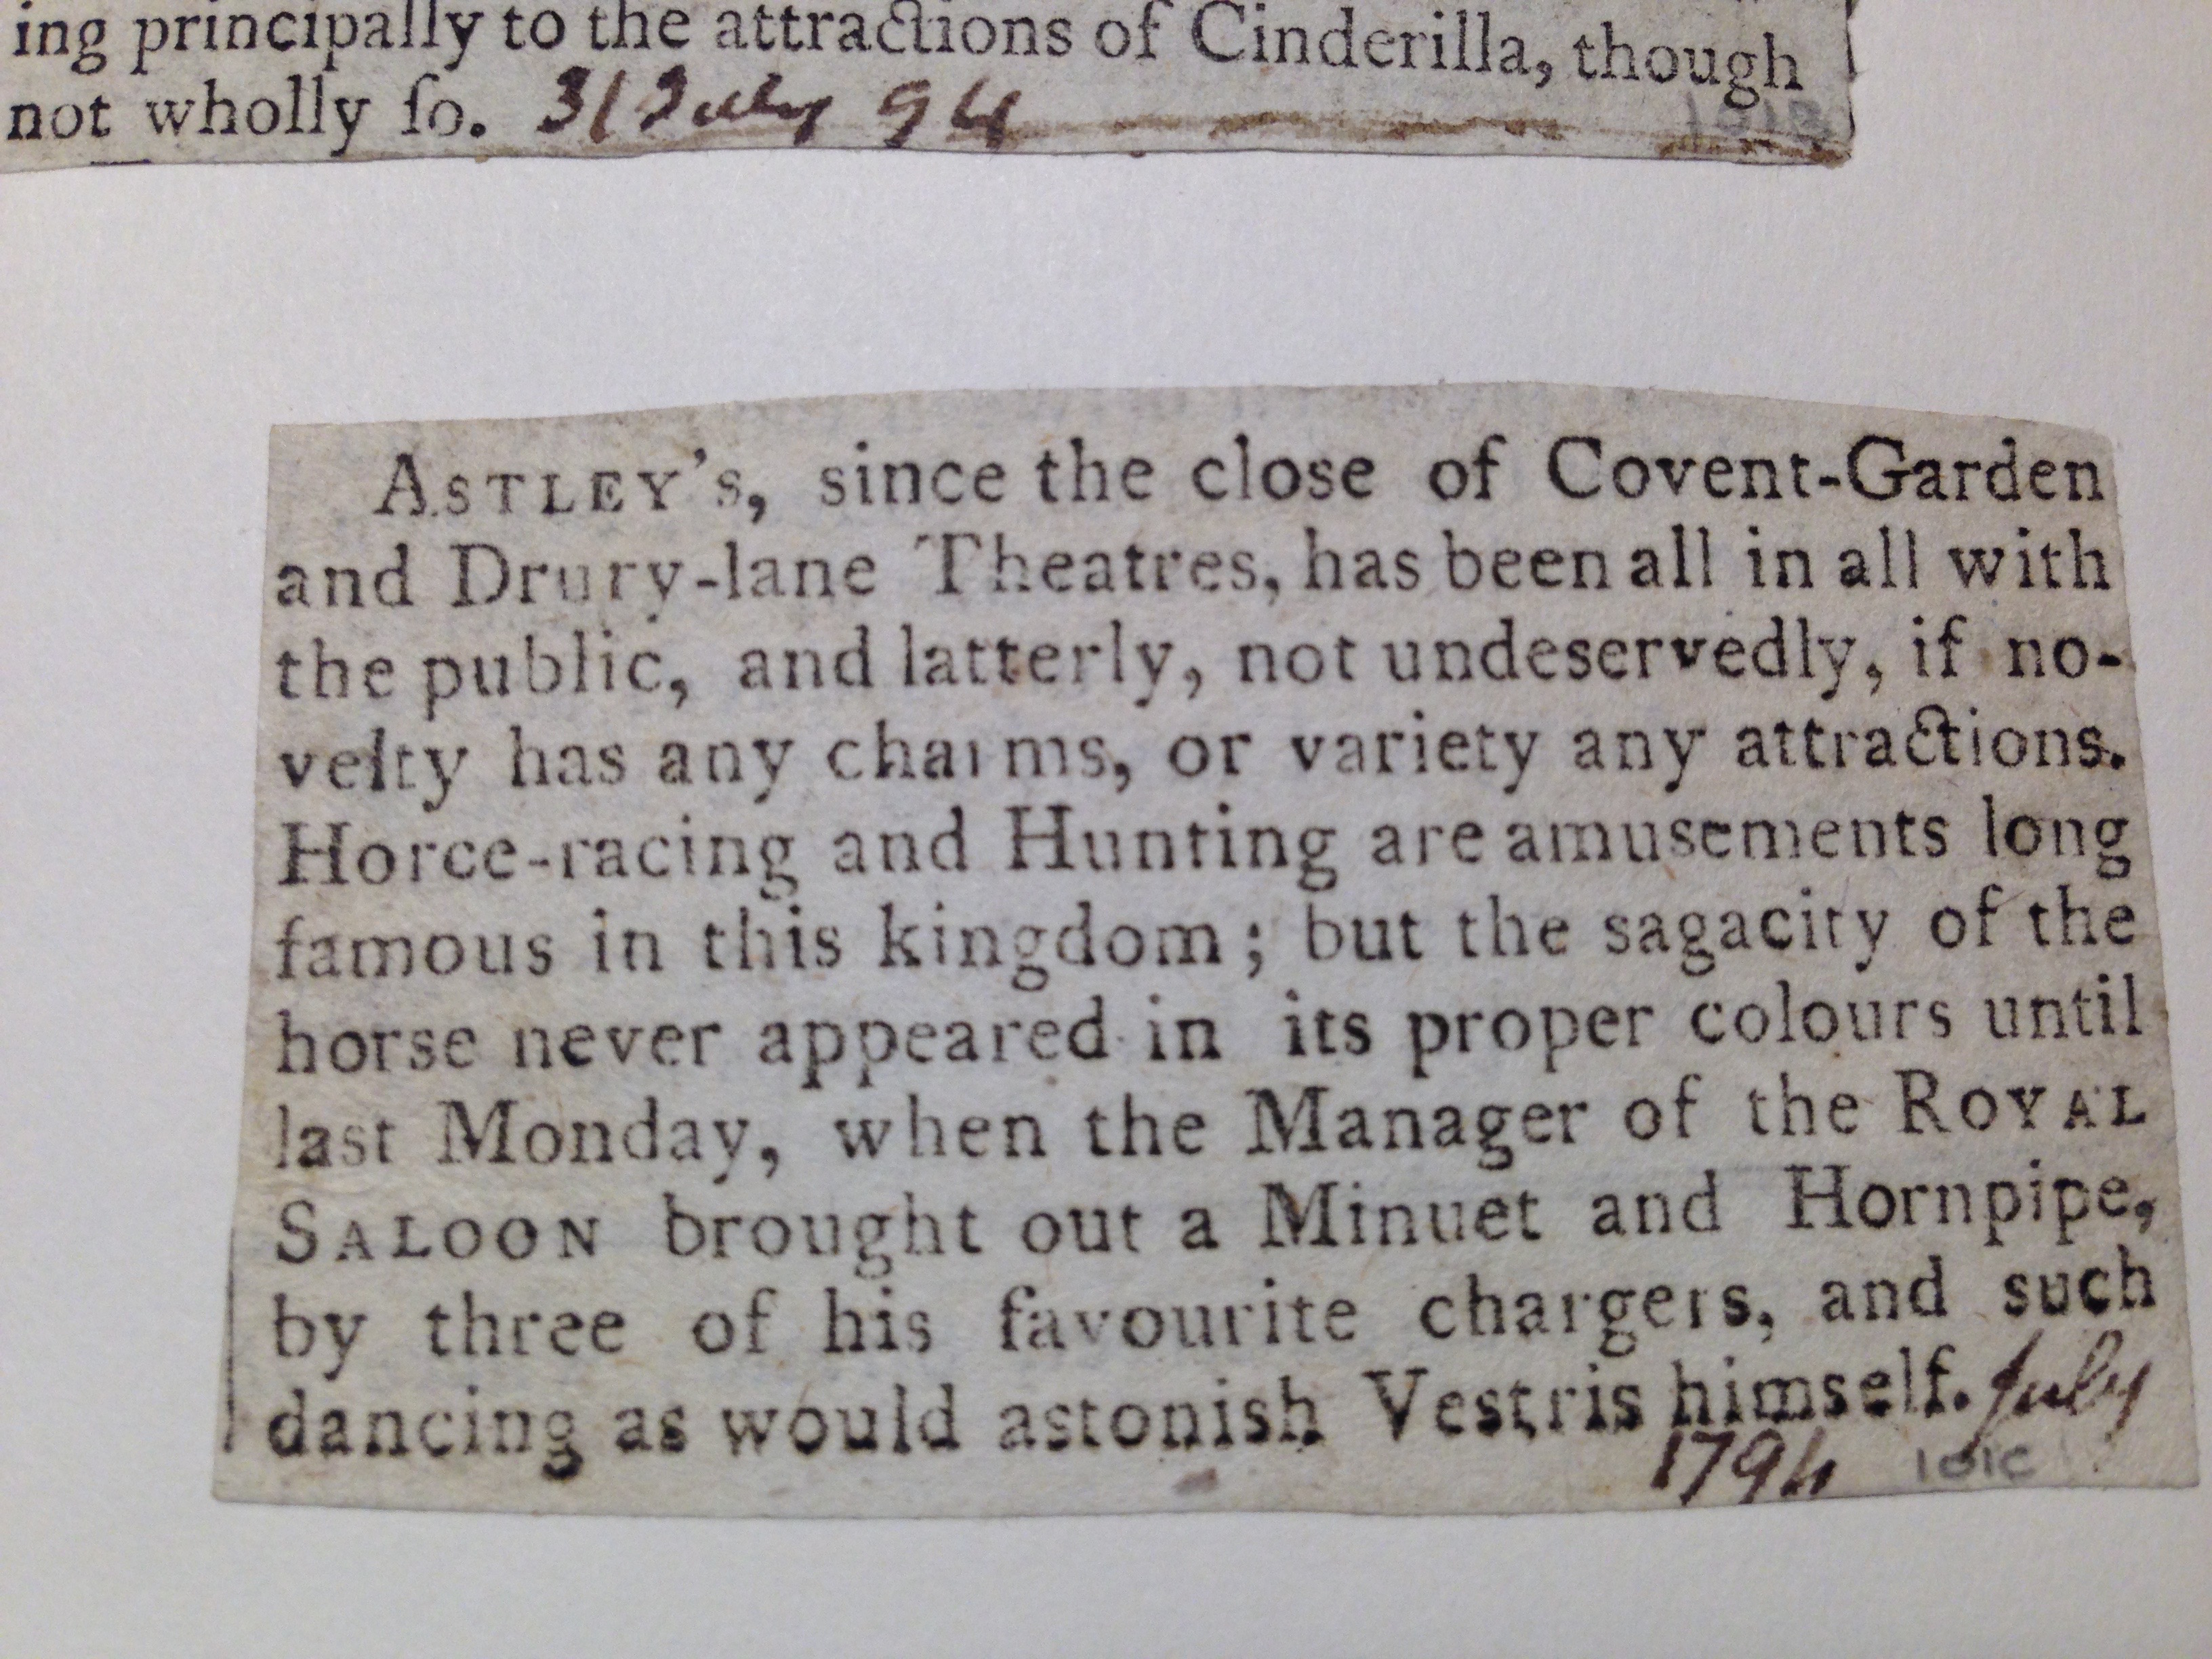 ing principally to the attractions of Cinderilla, though
not wholly ſo. 31 July 94
101B
ASTLEY's, since the close of Covent-Garden
and Drury-lane Theatres, has been all in all with
the public, and latterly, not undeservedly, if no-
velty has any charms, or variety any attractions.
Horce-racing and Hunting are amusements long
famous in this kingdom; but the sagacity of the
horse never appeared in its proper colours until
last Monday, when the Manager of the ROYAL
SALOON brought out a Minuet and Hornpipe,
by three of his favourite chargers, and such
dancing as would astonish Vestris himself. July
1794 101C